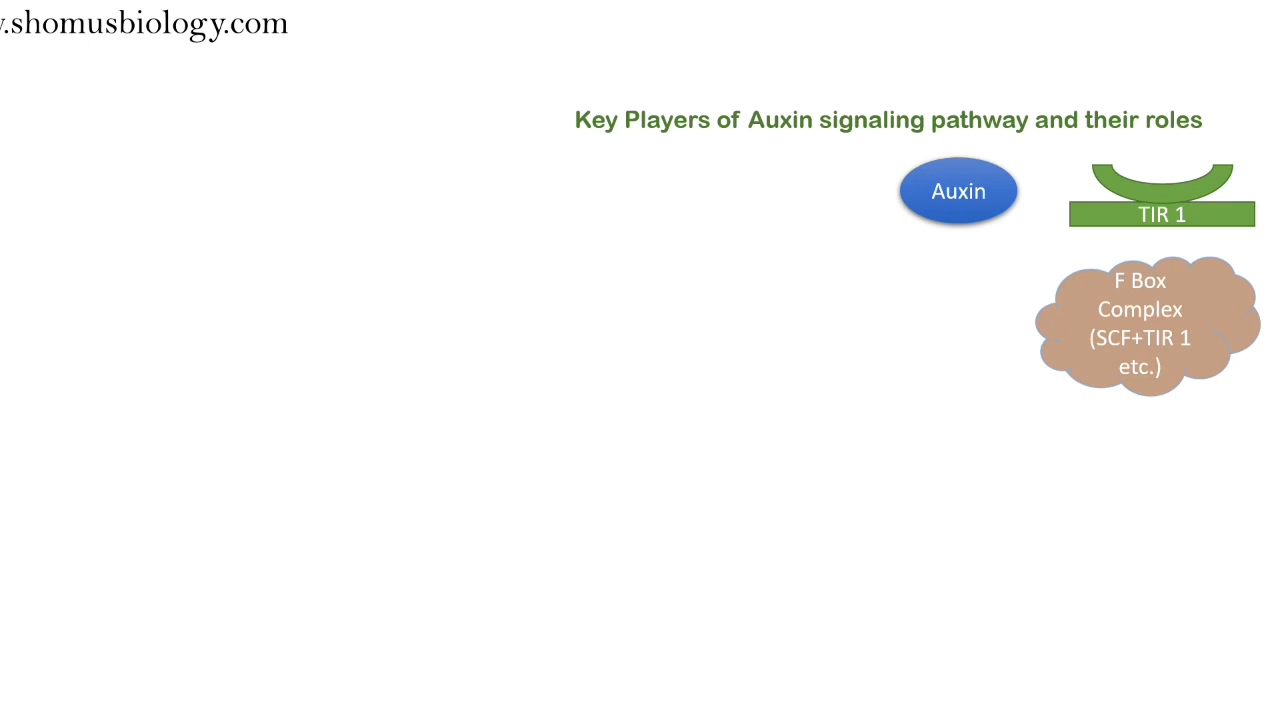 .shomusbiology.com
Key Players of Auxin signaling pathway and their roles
Auxin
TIR 1
F Box
Complex
(SCF+TIR 1
etc.)